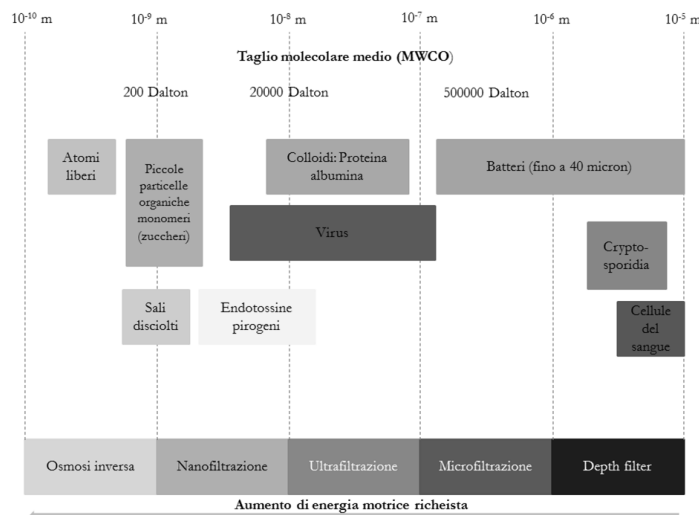 10⁻¹⁰ m 10⁻⁹ m 10⁻⁸ m 10⁻⁷ m 10⁻⁶ m 10⁻⁵ m
Taglio molecolare medio (MWCO)
200 Dalton 20000 Dalton 500000 Dalton
Atomi
liberi
Piccole
particelle
organiche
monomeri
(zuccheri)
Colloidi: Proteina
albumina
Batteri (fino a 40 micron)
Virus
Crypto-
sporidia
Sali
disciolti
Endotossine
pirogeni
Cellule
del
sangue
Osmosi inversa Nanofiltrazione Ultrafiltrazione Microfiltrazione Depth filter
Aumento di energia motrice richeista